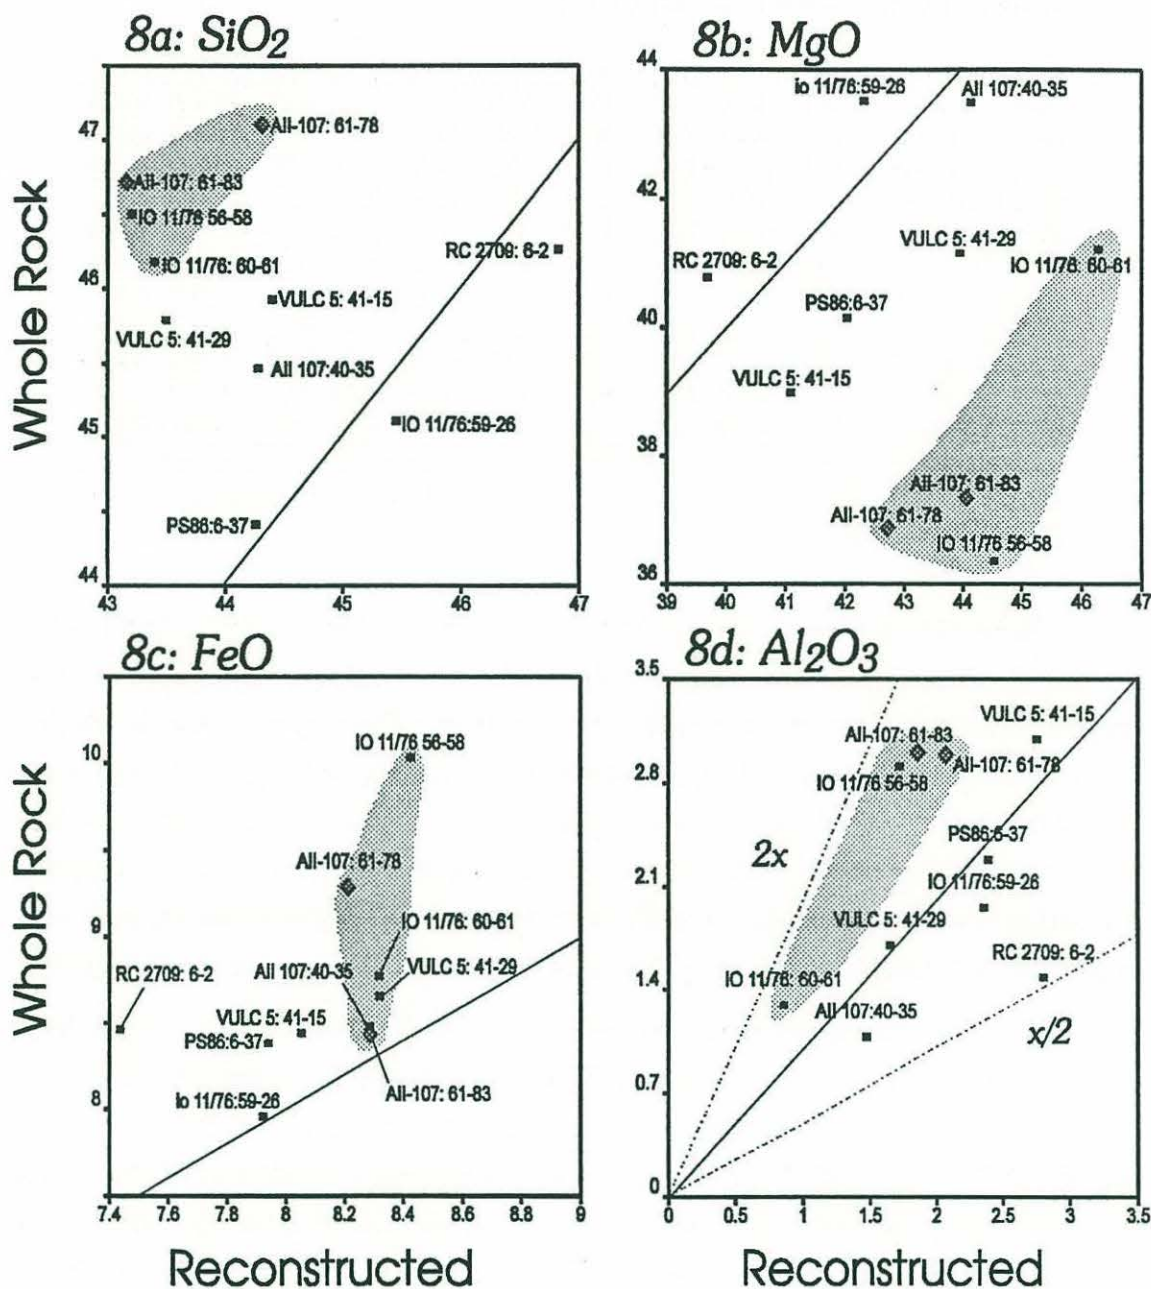 8a: SiO2
8b: MgO
Whole Rock
47
46
45
44
43
44
45
46
47
AII-107: 61-78
AII-107: 61-83
IO 11/76 56-58
IO 11/76: 60-61
RC 2709: 6-2
VULC 5: 41-15
VULC 5: 41-29
AII 107:40-35
IO 11/76:59-26
PS86:6-37
44
42
40
38
36
39
40
41
42
43
44
45
46
47
io 11/76:59-26
AII 107:40-35
VULC 5: 41-29
RC 2709: 6-2
IO 11/76: 60-61
PS86:6-37
VULC 5: 41-15
AII-107: 61-83
AII-107: 61-78
IO 11/76 56-58
8c: FeO
8d: Al2O3
Whole Rock
10
9
8
7.4
7.6
7.8
8
8.2
8.4
8.6
8.8
9
IO 11/76 56-58
AII-107: 61-78
IO 11/76: 60-61
AII 107:40-35
VULC 5: 41-29
RC 2709: 6-2
VULC 5: 41-15
PS86:6-37
AII-107: 61-83
Io 11/76:59-26
3.5
2.8
2.1
1.4
0.7
0
0
0.5
1
1.5
2
2.5
3
3.5
VULC 5: 41-15
AII-107: 61-83
AII-107: 61-78
IO 11/76 56-58
2x
PS86:6-37
IO 11/76:59-26
VULC 5: 41-29
RC 2709: 6-2
IO 11/76: 60-61
AII 107:40-35
x/2
Reconstructed
Reconstructed